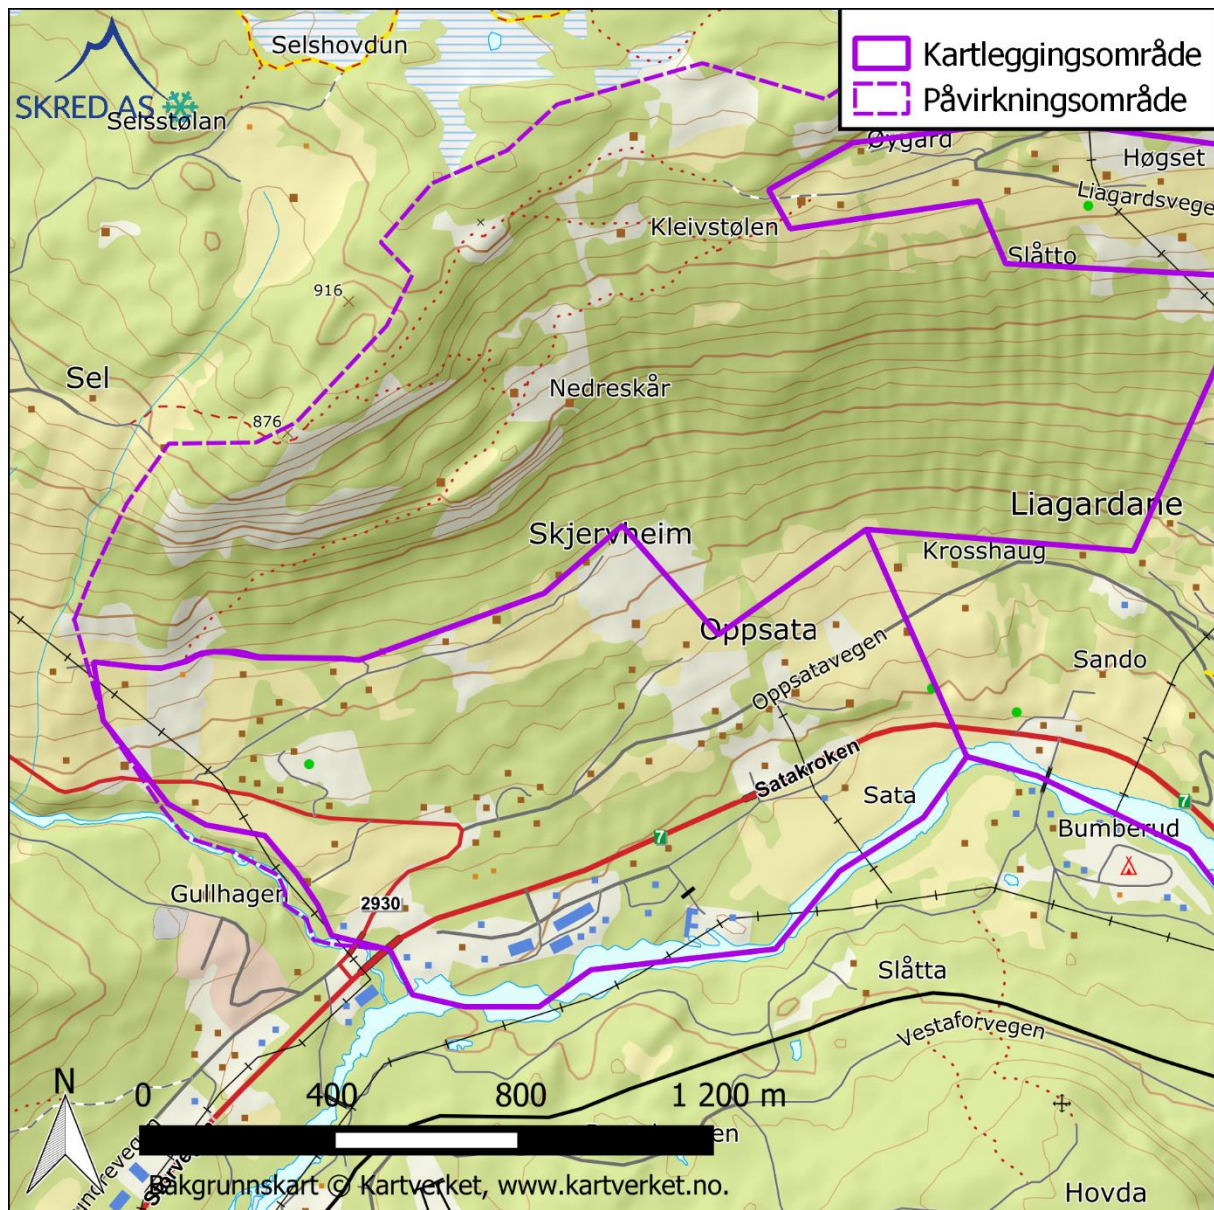 Selshovdun
Kartleggingsområde
Påvirkningsområde
SKRED AS
Selsstølan
Øygard
Høgset
Liagardsvege
Kleivstølen
Slåtto
916
Sel
Nedreskår
876
Liagardane
Skjervheim
Krosshaug
Oppsata
Oppsatavegen
Sando
Satakroken
Sata
7
7
Bumberud
Gullhagen
2930
Slåtta
Vestaforvegen
N
0 400 800 1 200 m
Bakgrunnskart © Kartverket, www.kartverket.no.
Hovda